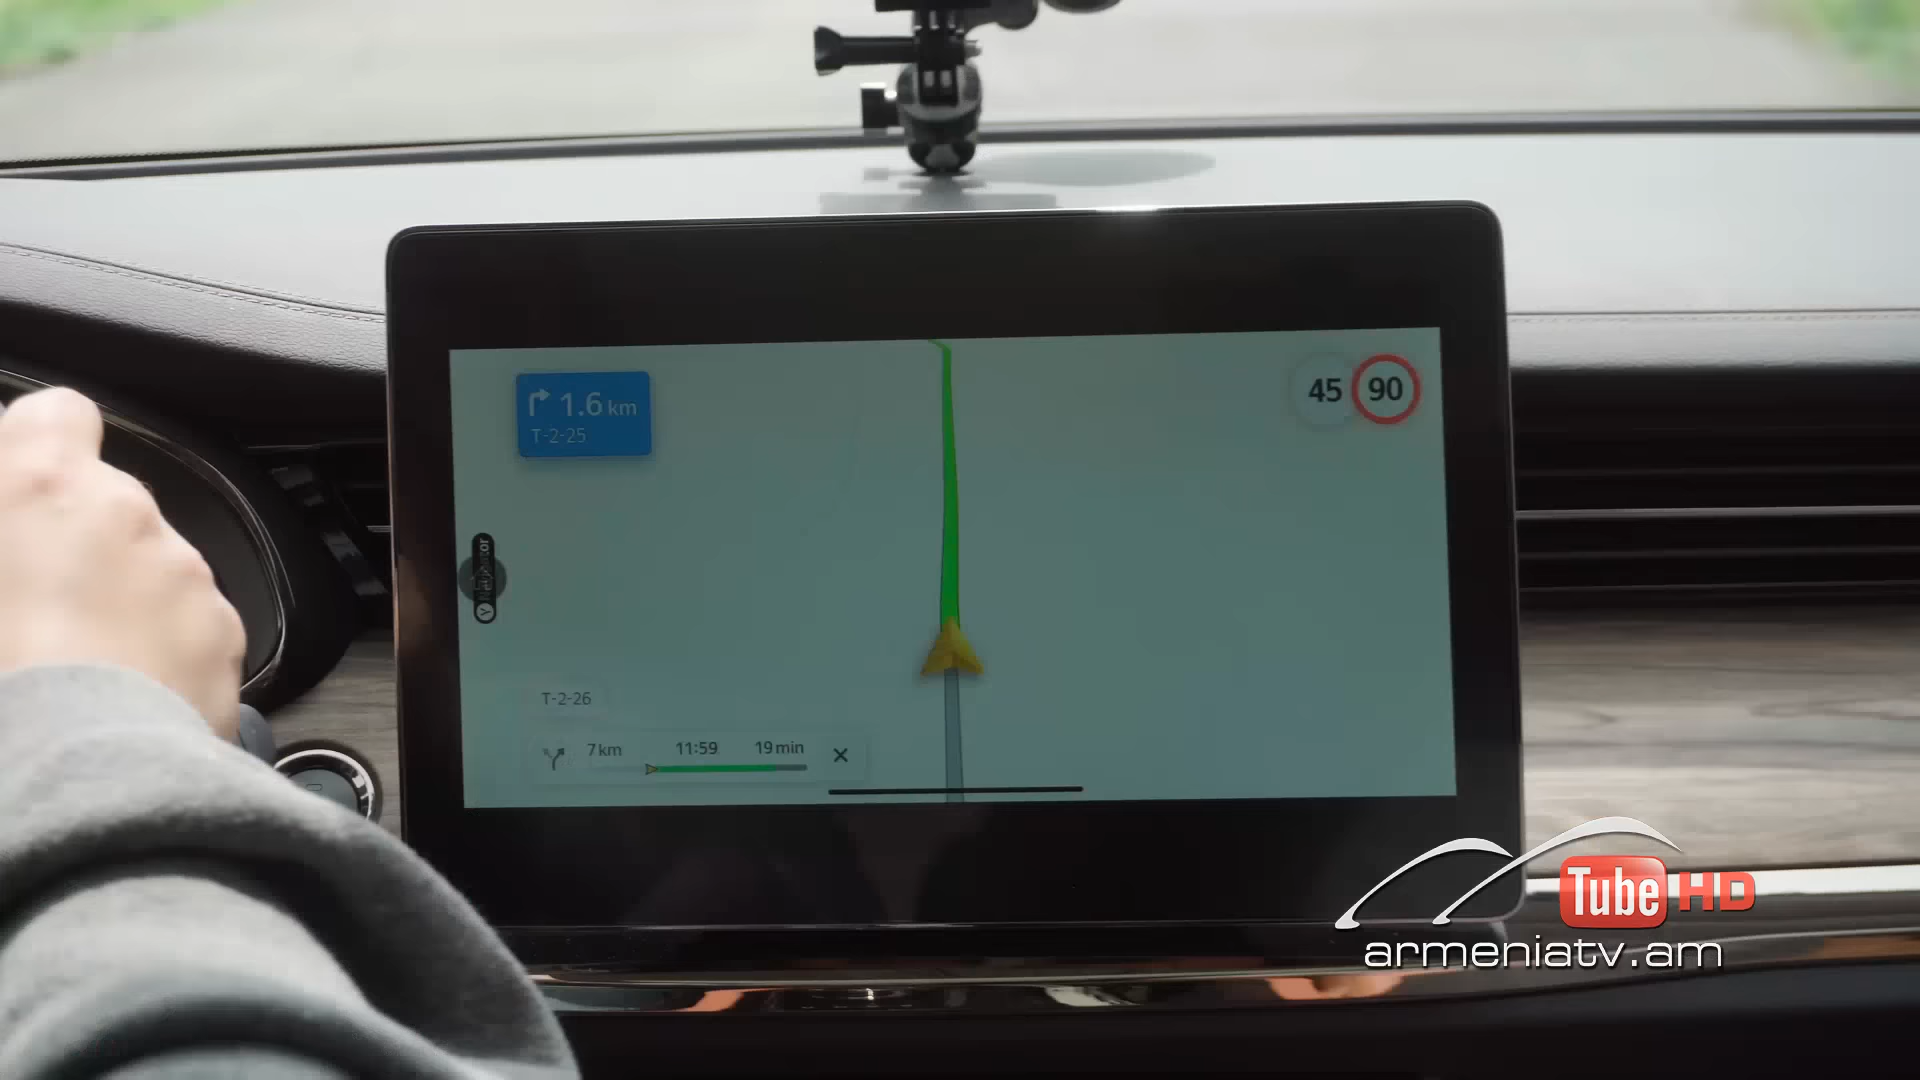 1.6 km
T-2-25
45 90
Navigator
T-2-26
7 km 11:59 19 min
Tube HD
armeniatv.am